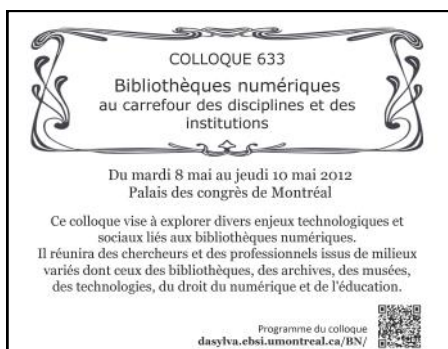 COLLOQUE 633
Bibliothèques numériques
au carrefour des disciplines et des
institutions
Du mardi 8 mai au jeudi 10 mai 2012
Palais des congrès de Montréal
Ce colloque vise à explorer divers enjeux technologiques et
sociaux liés aux bibliothèques numériques.
Il réunira des chercheurs et des professionnels issus de milieux
variés dont ceux des bibliothèques, des archives, des musées,
des technologies, du droit du numérique et de l'éducation.
Programme du colloque
dasylva.ebsi.umontreal.ca/BN/